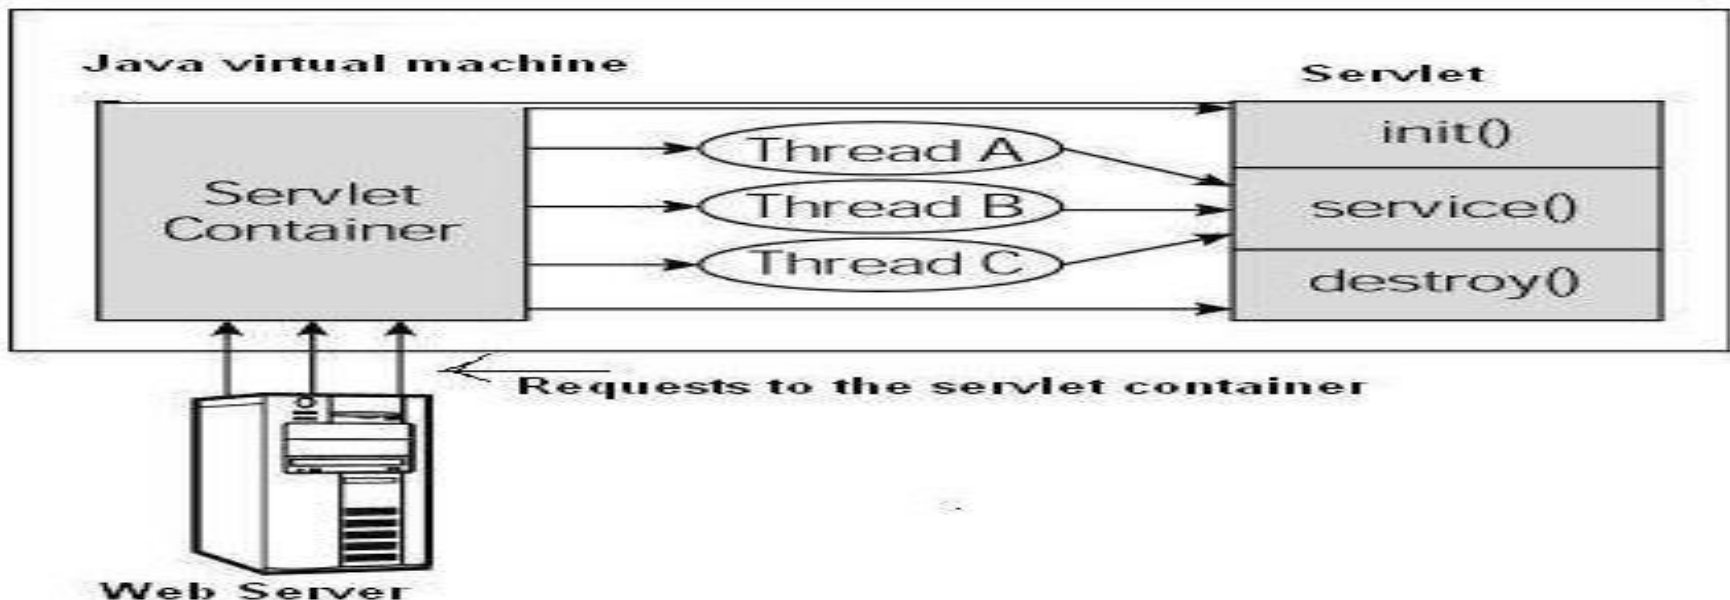 Java virtual machine
Servlet
Servlet
Container
Thread A
Thread B
Thread C
init()
service()
destroy()
Requests to the servlet container
Web Server